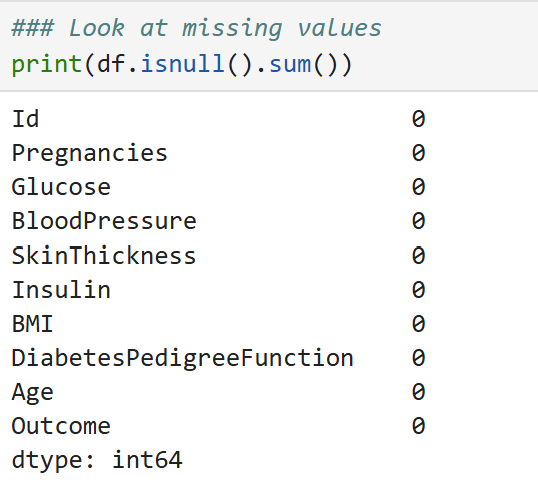 ### Look at missing values
print(df.isnull().sum())
Id 0
Pregnancies 0
Glucose 0
BloodPressure 0
SkinThickness 0
Insulin 0
BMI 0
DiabetesPedigreeFunction 0
Age 0
Outcome 0
dtype: int64